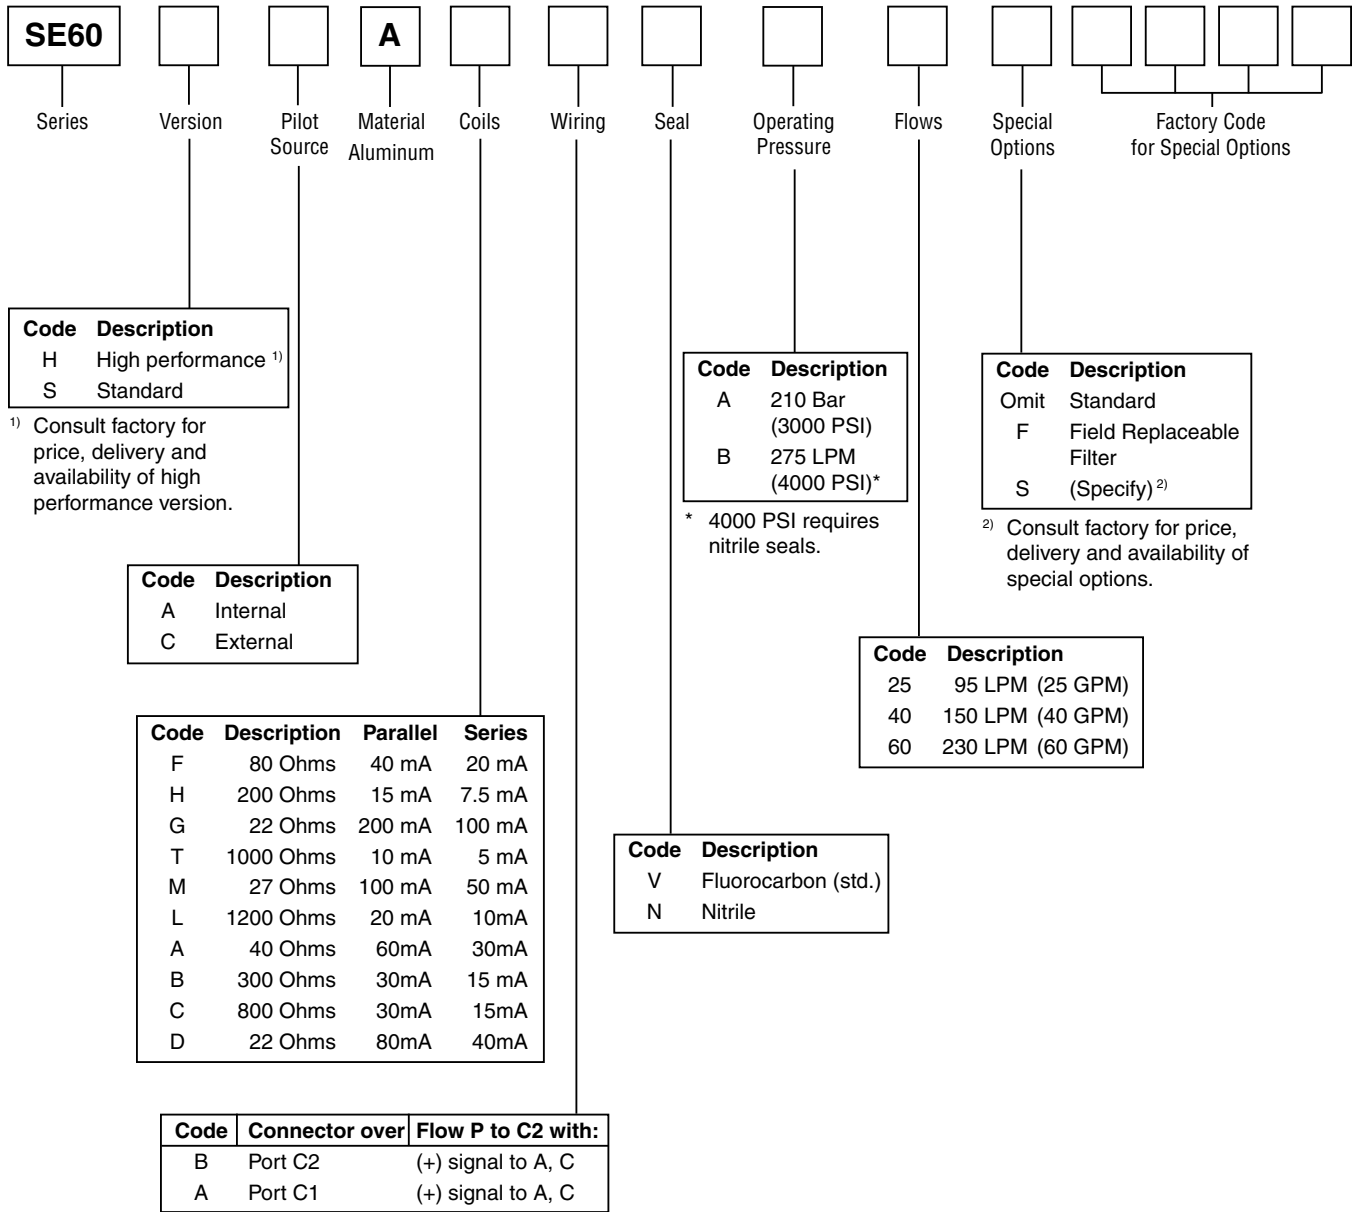 SE60 A
Series Version Pilot Source Material Aluminum Coils Wiring Seal Operating Pressure Flows Special Options Factory Code for Special Options
Code Description
H High performance 1)
S Standard
1) Consult factory for
price, delivery and
availability of high
performance version.
Code Description
A Internal
C External
Code Description Parallel Series
F 80 Ohms 40 mA 20 mA
H 200 Ohms 15 mA 7.5 mA
G 22 Ohms 200 mA 100 mA
T 1000 Ohms 10 mA 5 mA
M 27 Ohms 100 mA 50 mA
L 1200 Ohms 20 mA 10mA
A 40 Ohms 60mA 30mA
B 300 Ohms 30mA 15 mA
C 800 Ohms 30mA 15mA
D 22 Ohms 80mA 40mA
Code Connector over Flow P to C2 with:
B Port C2 (+) signal to A, C
A Port C1 (+) signal to A, C
Code Description
V Fluorocarbon (std.)
N Nitrile
Code Description
A 210 Bar
(3000 PSI)
B 275 LPM
(4000 PSI)*
* 4000 PSI requires
nitrile seals.
Code Description
25 95 LPM (25 GPM)
40 150 LPM (40 GPM)
60 230 LPM (60 GPM)
Code Description
Omit Standard
F Field Replaceable
Filter
S (Specify) 2)
2) Consult factory for price,
delivery and availability of
special options.